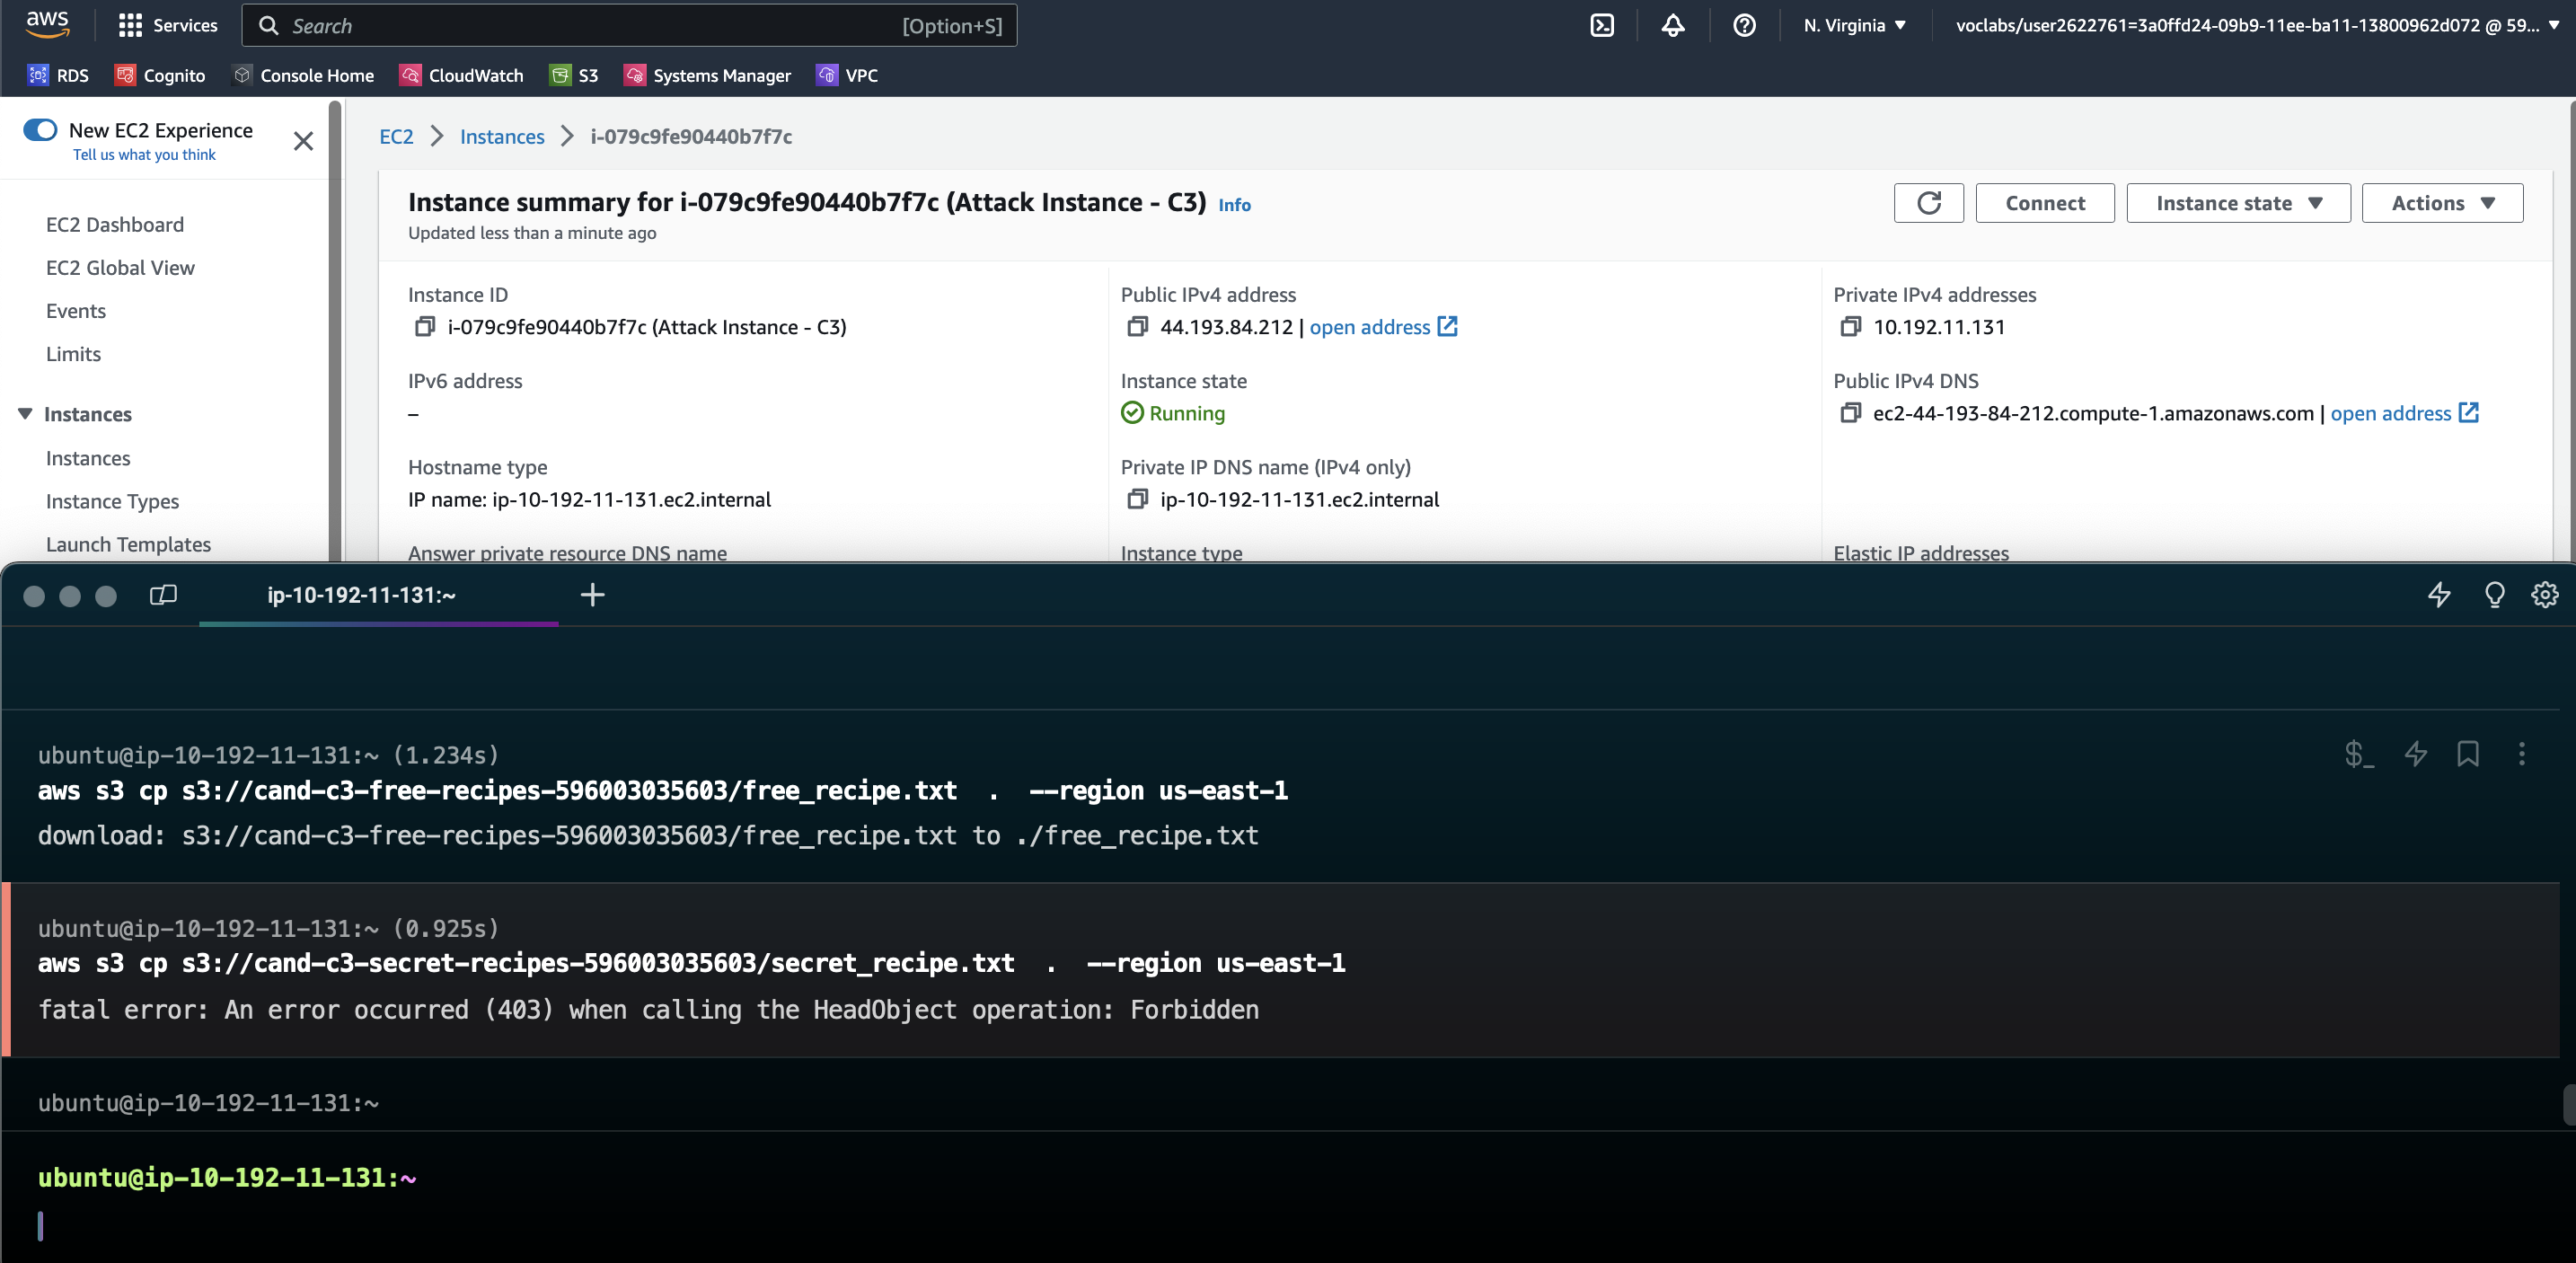 aws
Services
Search
[Option+S]
N. Virginia
voclabs/user2622761=3a0ffd24-09b9-11ee-ba11-13800962d072 @ 59...
RDS
Cognito
Console Home
CloudWatch
S3
Systems Manager
VPC
New EC2 Experience
Tell us what you think
EC2 Dashboard
EC2 Global View
Events
Limits
Instances
Instances
Instance Types
Launch Templates
EC2 > Instances > i-079c9fe90440b7f7c
Instance summary for i-079c9fe90440b7f7c (Attack Instance - C3) Info
Updated less than a minute ago
Connect
Instance state
Actions
Instance ID
i-079c9fe90440b7f7c (Attack Instance - C3)
Public IPv4 address
44.193.84.212 | open address
Private IPv4 addresses
10.192.11.131
IPv6 address
–
Instance state
Running
Public IPv4 DNS
ec2-44-193-84-212.compute-1.amazonaws.com | open address
Hostname type
IP name: ip-10-192-11-131.ec2.internal
Private IP DNS name (IPv4 only)
ip-10-192-11-131.ec2.internal
Answer private resource DNS name
Instance type
Elastic IP addresses
ip-10-192-11-131:~
ubuntu@ip-10-192-11-131:~ (1.234s)
$_
aws s3 cp s3://cand-c3-free-recipes-596003035603/free_recipe.txt . --region us-east-1
download: s3://cand-c3-free-recipes-596003035603/free_recipe.txt to ./free_recipe.txt
ubuntu@ip-10-192-11-131:~ (0.925s)
aws s3 cp s3://cand-c3-secret-recipes-596003035603/secret_recipe.txt . --region us-east-1
fatal error: An error occurred (403) when calling the HeadObject operation: Forbidden
ubuntu@ip-10-192-11-131:~
ubuntu@ip-10-192-11-131:~